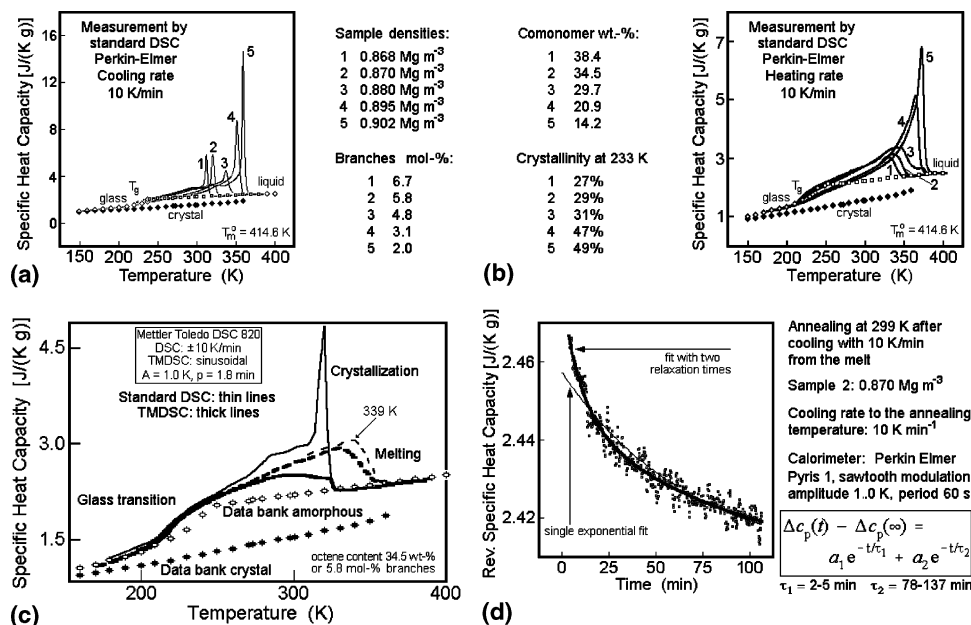 Measurement by
standard DSC
Perkin-Elmer
Cooling rate
10 K/min
Specific Heat Capacity [J/(K g)]
14
10
6
2
5
4
1 2 3
glass
Tg
liquid
crystal
T°m = 414.6 K
150 200 250 300 350 400
Temperature (K)
(a)
Sample densities:
1 0.868 Mg m-3
2 0.870 Mg m-3
3 0.880 Mg m-3
4 0.895 Mg m-3
5 0.902 Mg m-3
Branches mol-%:
1 6.7
2 5.8
3 4.8
4 3.1
5 2.0
Comonomer wt.-%:
1 38.4
2 34.5
3 29.7
4 20.9
5 14.2
Crystallinity at 233 K
1 27%
2 29%
3 31%
4 47%
5 49%
Measurement by
standard DSC
Perkin-Elmer
Heating rate
10 K/min
Specific Heat Capacity [J/(K g)]
7
5
3
1
5
4
3
1
2
glass
Tg
liquid
crystal
T°m = 414.6 K
150 200 250 300 350 400
Temperature (K)
(b)
Specific Heat Capacity [J/(K g)]
4.5
3.0
1.5
Mettler Toledo DSC 820
DSC: ±10 K/min
TMDSC: sinusoidal
A = 1.0 K, p = 1.8 min
Standard DSC: thin lines
TMDSC: thick lines
Crystallization
339 K
Melting
Glass transition
Data bank amorphous
Data bank crystal
octene content 34.5 wt-%
or 5.8 mol-% branches
200 300 400
Temperature (K)
(c)
Rev. Specific Heat Capacity [J/(K g)]
2.46
2.44
2.42
fit with two
relaxation times
single exponential fit
0 25 50 75 100
Time (min)
(d)
Annealing at 299 K after
cooling with 10 K/min
from the melt
Sample 2: 0.870 Mg m-3
Cooling rate to the annealing
temperature: 10 K min-1
Calorimeter: Perkin Elmer
Pyris 1, sawtooth modulation
amplitude 1..0 K, period 60 s
Δcp(t) − Δcp(∞) =
a1 e-t/τ1 + a2 e-t/τ2
τ1 = 2-5 min τ2 = 78-137 min